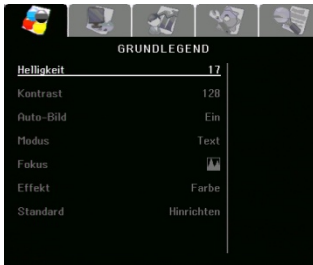 GRUNDLEGEND
Helligkeit 17
Kontrast 128
Auto-Bild Ein
Modus Text
Fokus
Effekt Farbe
Standard Hinrichten